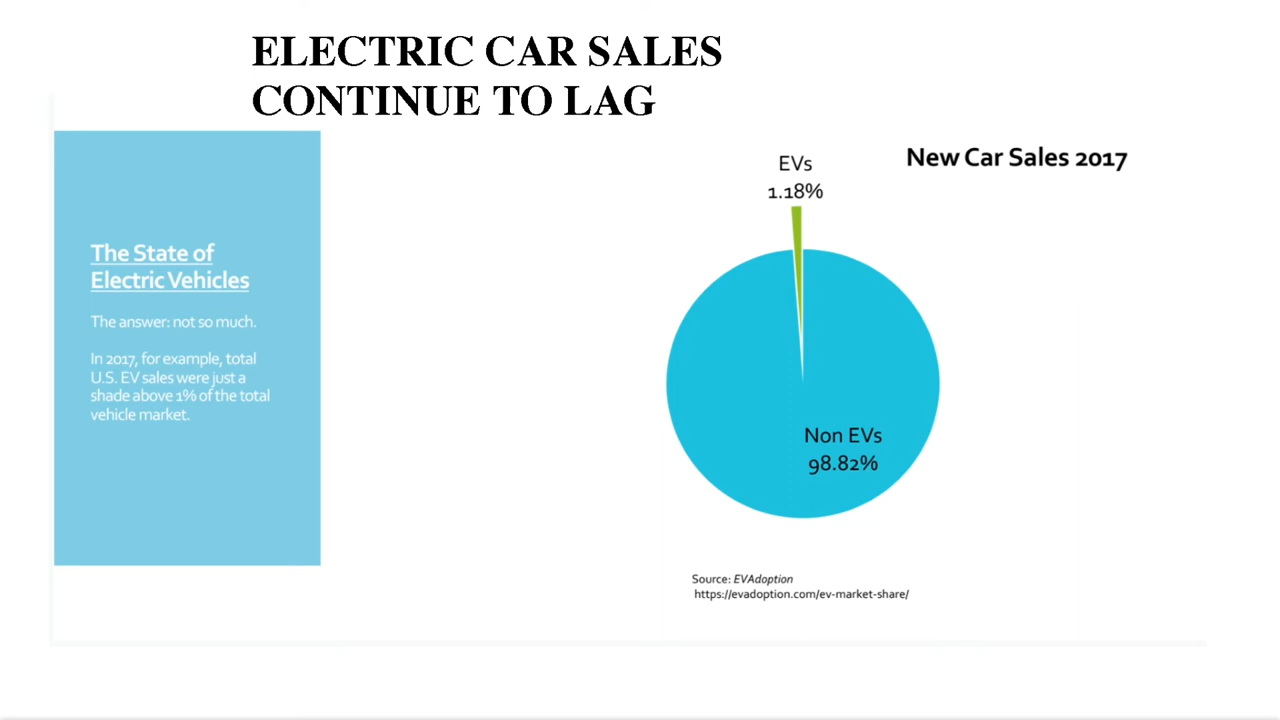 ELECTRIC CAR SALES
CONTINUE TO LAG
The State of
Electric Vehicles
The answer: not so much.
In 2017, for example, total
U.S. EV sales were just a
shade above 1% of the total
vehicle market.
New Car Sales 2017
EVs
1.18%
Non EVs
98.82%
Source: EVAdoption
https://evadoption.com/ev-market-share/